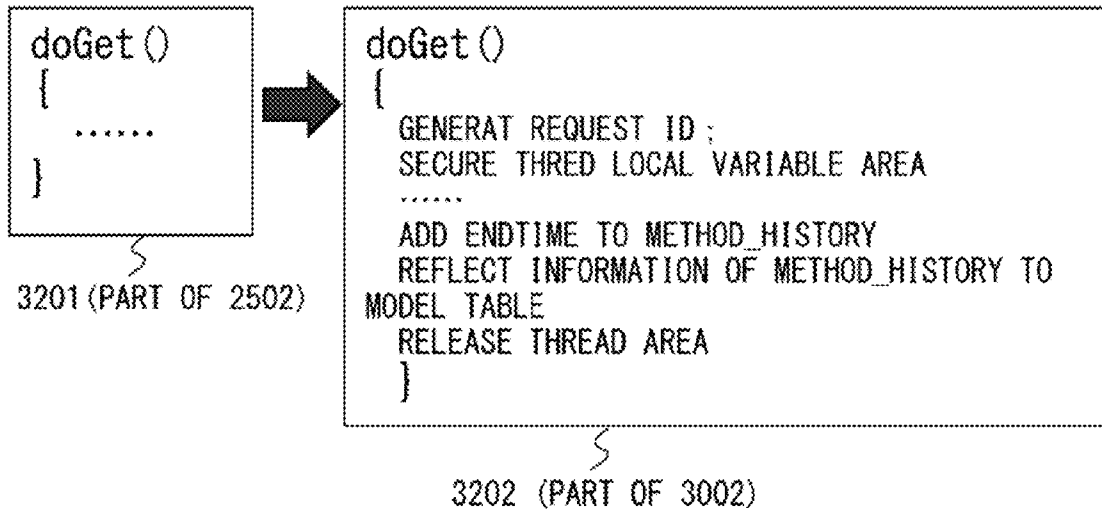 doGet()
{
......
}
3201(PART OF 2502)
doGet()
{
GENERAT REQUEST ID;
SECURE THRED LOCAL VARIABLE AREA
......
ADD ENDTIME TO METHOD_HISTORY
REFLECT INFORMATION OF METHOD_HISTORY TO
MODEL TABLE
RELEASE THREAD AREA
}
3202 (PART OF 3002)